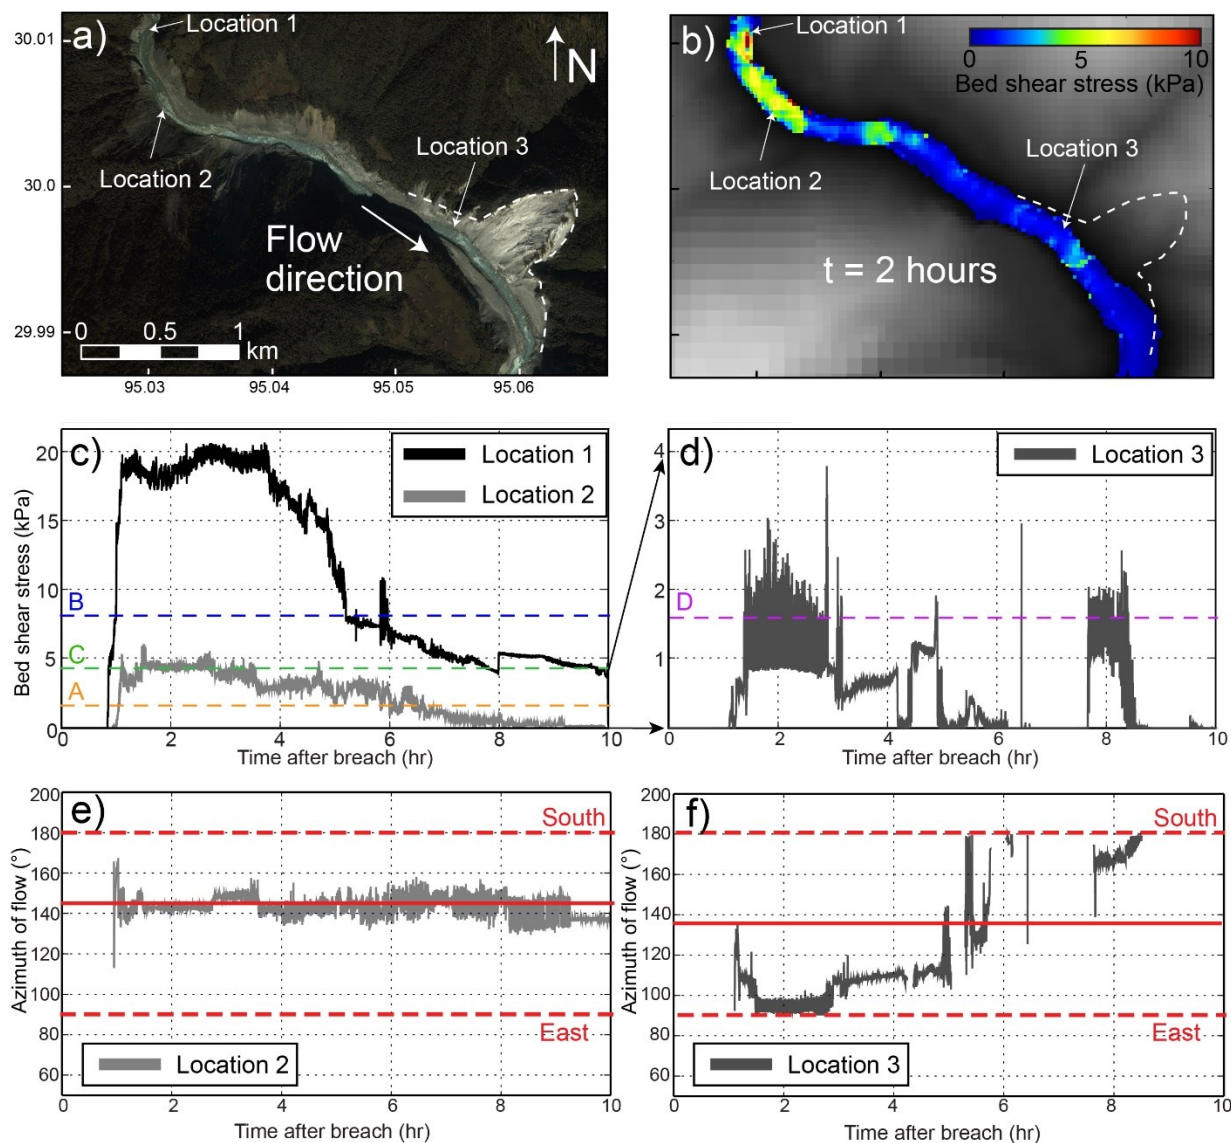 a)
Location 1
N
30.01
Location 2
Location 3
30.0
Flow
direction
29.99
0 0.5 1
km
95.03 95.04 95.05 95.06
b)
Location 1
0 5 10
Bed shear stress (kPa)
Location 2
Location 3
t = 2 hours
c)
Location 1
Location 2
20
15
10
5
0
B
C
A
Bed shear stress (kPa)
0 2 4 6 8 10
Time after breach (hr)
d)
Location 3
4
3
2
1
D
0 2 4 6 8 10
Time after breach (hr)
e)
South
East
Location 2
200
180
160
140
120
100
80
60
Azimuth of flow (°)
0 2 4 6 8 10
Time after breach (hr)
f)
South
East
Location 3
200
180
160
140
120
100
80
60
Azimuth of flow (°)
0 2 4 6 8 10
Time after breach (hr)